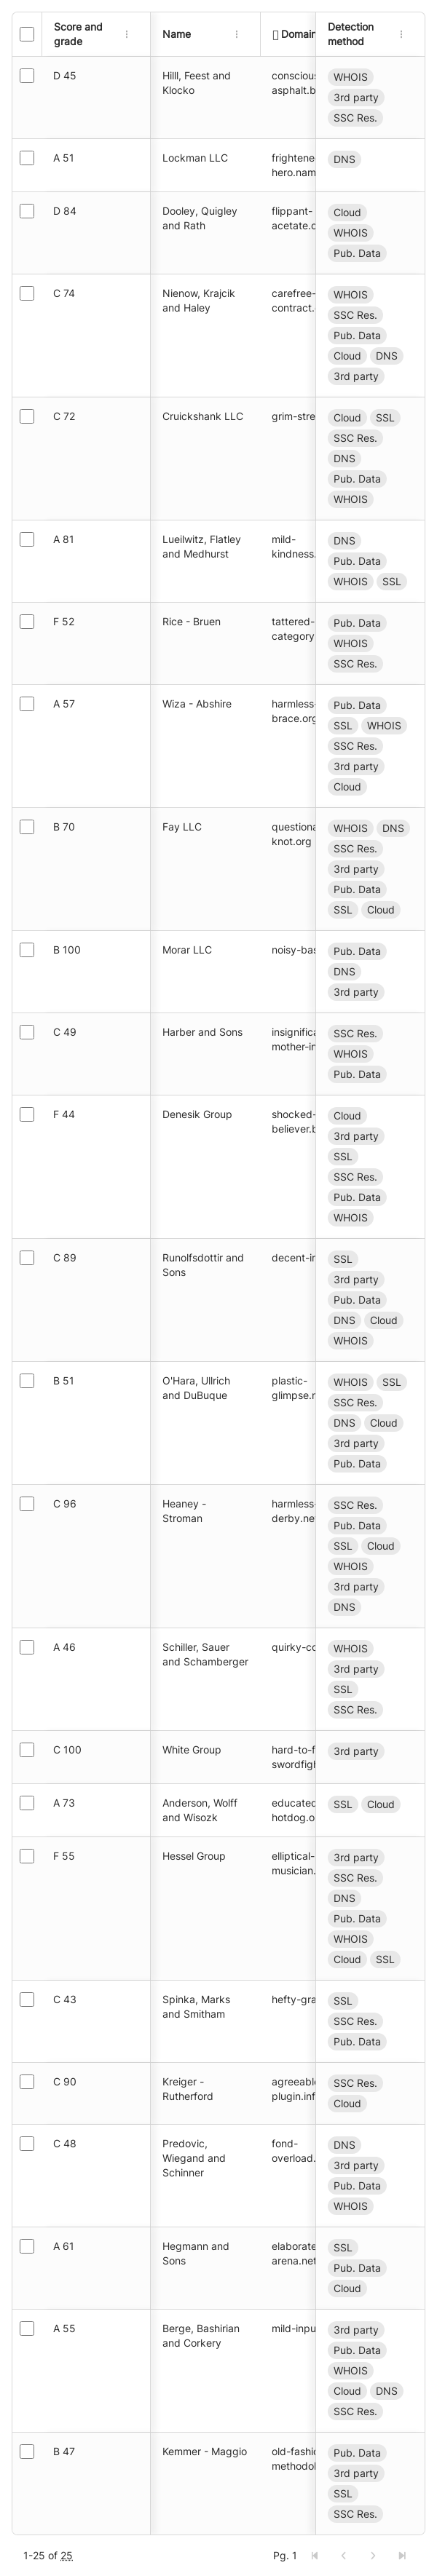 Score and
grade
Name
Domain
Detection
method
D 45
Hilll, Feest and
Klocko
conscious
asphalt.b
WHOIS
3rd party
SSC Res.
A 51
Lockman LLC
frightene
hero.nam
DNS
D 84
Dooley, Quigley
and Rath
flippant-
acetate.c
Cloud
WHOIS
Pub. Data
C 74
Nienow, Krajcik
and Haley
carefree-
contract.
WHOIS
SSC Res.
Pub. Data
Cloud DNS
3rd party
C 72
Cruickshank LLC
grim-stre
Cloud SSL
SSC Res.
DNS
Pub. Data
WHOIS
A 81
Lueilwitz, Flatley
and Medhurst
mild-
kindness.
DNS
Pub. Data
WHOIS SSL
F 52
Rice - Bruen
tattered-
category
Pub. Data
WHOIS
SSC Res.
A 57
Wiza - Abshire
harmless-
brace.org
Pub. Data
SSL WHOIS
SSC Res.
3rd party
Cloud
B 70
Fay LLC
questiona
knot.org
WHOIS DNS
SSC Res.
3rd party
Pub. Data
SSL Cloud
B 100
Morar LLC
noisy-bas
Pub. Data
DNS
3rd party
C 49
Harber and Sons
insignifica
mother-in
SSC Res.
WHOIS
Pub. Data
F 44
Denesik Group
shocked-
believer.b
Cloud
3rd party
SSL
SSC Res.
Pub. Data
WHOIS
C 89
Runolfsdottir and
Sons
decent-in
SSL
3rd party
Pub. Data
DNS Cloud
WHOIS
B 51
O'Hara, Ullrich
and DuBuque
plastic-
glimpse.n
WHOIS SSL
SSC Res.
DNS Cloud
3rd party
Pub. Data
C 96
Heaney -
Stroman
harmless-
derby.net
SSC Res.
Pub. Data
SSL Cloud
WHOIS
3rd party
DNS
A 46
Schiller, Sauer
and Schamberger
quirky-co
WHOIS
3rd party
SSL
SSC Res.
C 100
White Group
hard-to-f
swordfigh
3rd party
A 73
Anderson, Wolff
and Wisozk
educated
hotdog.o
SSL Cloud
F 55
Hessel Group
elliptical-
musician.
3rd party
SSC Res.
DNS
Pub. Data
WHOIS
Cloud SSL
C 43
Spinka, Marks
and Smitham
hefty-gra
SSL
SSC Res.
Pub. Data
C 90
Kreiger -
Rutherford
agreeable
plugin.inf
SSC Res.
Cloud
C 48
Predovic,
Wiegand and
Schinner
fond-
overload.
DNS
3rd party
Pub. Data
WHOIS
A 61
Hegmann and
Sons
elaborate
arena.net
SSL
Pub. Data
Cloud
A 55
Berge, Bashirian
and Corkery
mild-inpu
3rd party
Pub. Data
WHOIS
Cloud DNS
SSC Res.
B 47
Kemmer - Maggio
old-fashic
methodol
Pub. Data
3rd party
SSL
SSC Res.
1-25 of 25
Pg. 1